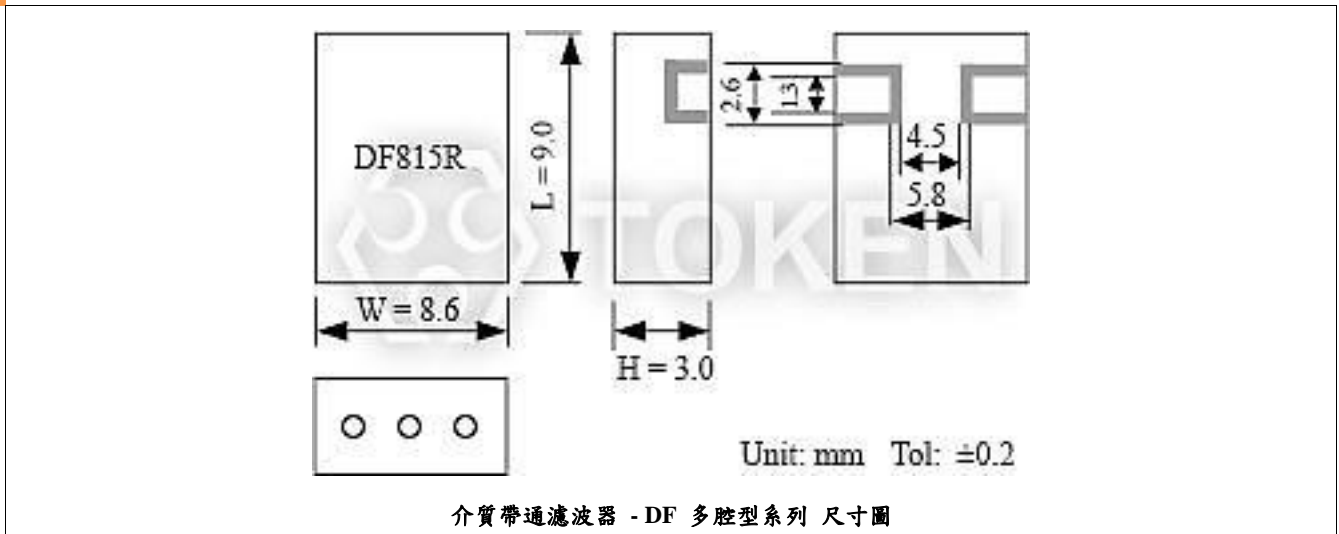 DF815R
L = 9.0
W = 8.6
H = 3.0
2.6
1.3
4.5
5.8
TOKEN
Unit: mm Tol: ±0.2
介質帶通濾波器 - DF 多腔型系列 尺寸圖